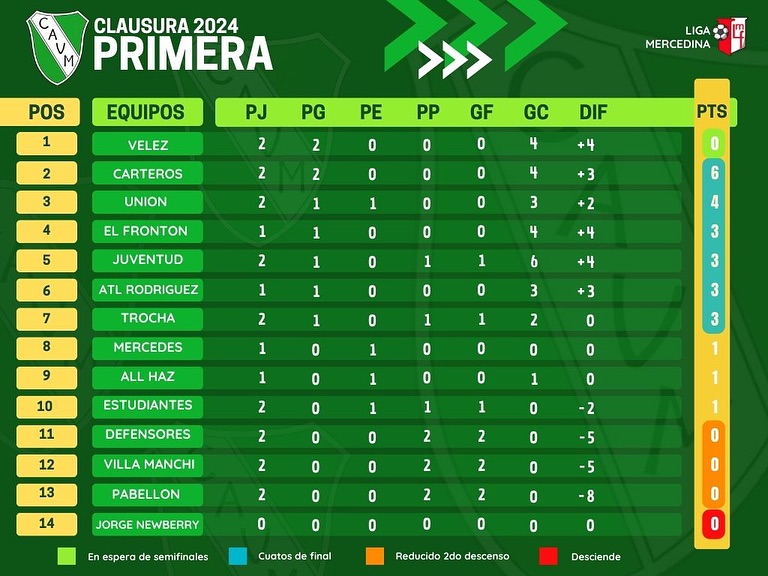 CAVM
CLAUSURA 2024
PRIMERA
LIGA
MERCEDINA
POS EQUIPOS PJ PG PE PP GF GC DIF PTS
1 VELEZ 2 2 0 0 0 4 +4 0
2 CARTEROS 2 2 0 0 0 4 +3 6
3 UNION 2 1 1 0 0 3 +2 4
4 EL FRONTON 1 1 0 0 0 4 +4 3
5 JUVENTUD 2 1 0 1 1 6 +4 3
6 ATL RODRIGUEZ 1 1 0 0 0 3 +3 3
7 TROCHA 2 1 0 1 1 2 0 3
8 MERCEDES 1 0 1 0 0 0 0 1
9 ALL HAZ 1 0 1 0 0 1 0 1
10 ESTUDIANTES 2 0 1 1 1 0 -2 1
11 DEFENSORES 2 0 0 2 2 0 -5 0
12 VILLA MANCHI 2 0 0 2 2 0 -5 0
13 PABELLON 2 0 0 2 2 0 -8 0
14 JORGE NEWBERRY 0 0 0 0 0 0 0 0
En espera de semifinales Cuatos de final Reducido 2do descenso Desciende